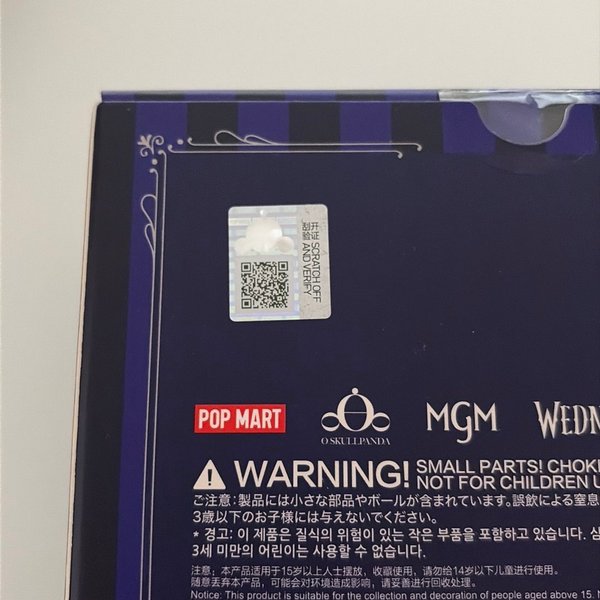 开证 SCRATCH OFF
刮验 AND VERIFY
POP MART
O SKULLPANDA
MGM
WEDN
WARNING! SMALL PARTS! CHOKI
NOT FOR CHILDREN U
ご注意：製品には小さな部品やボールが含まれています。誤飲による窒息
3歳以下のお子様には与えないでください。
* 경고: 이 제품은 질식의 위험이 있는 작은 부품을 포함하고 있습니다. 삼
3세 미만의 어린이는 사용할 수 없습니다.
注意：本产品适用于15岁以上人士摆放，收藏使用，请勿给14岁以下儿童进行使用。
随意丢弃本产品，可能会对环境造成影响，请妥善进行回收处理。
Notice: This product is suitable for the collection and decoration of people aged above 15. N